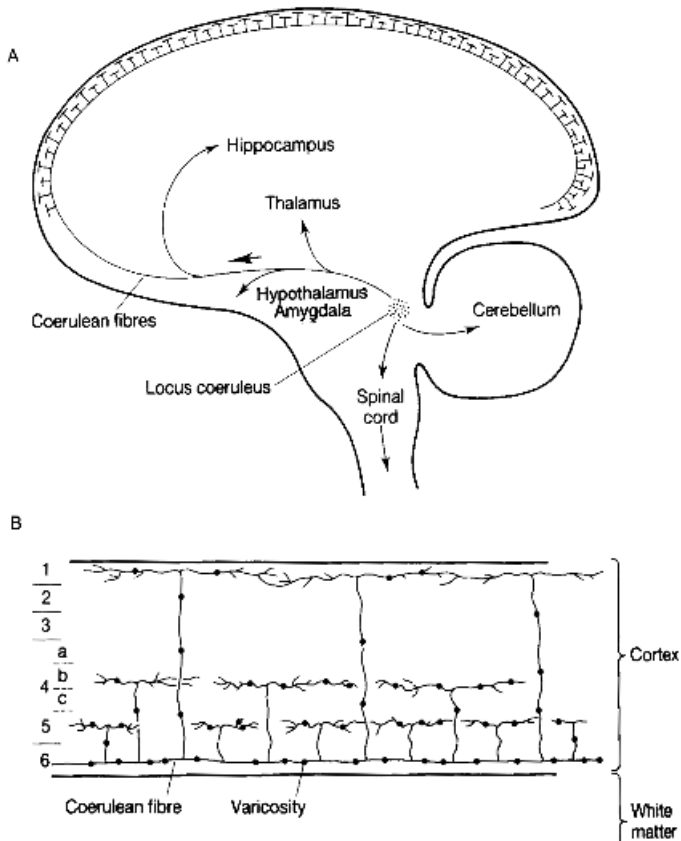 A
Hippocampus
Thalamus
Hypothalamus
Amygdala
Coerulean fibres
Cerebellum
Locus coeruleus
Spinal
cord
B
1
2
3
a
b
4
c
5
6
Cortex
Coerulean fibre
Varicosity
White
matter